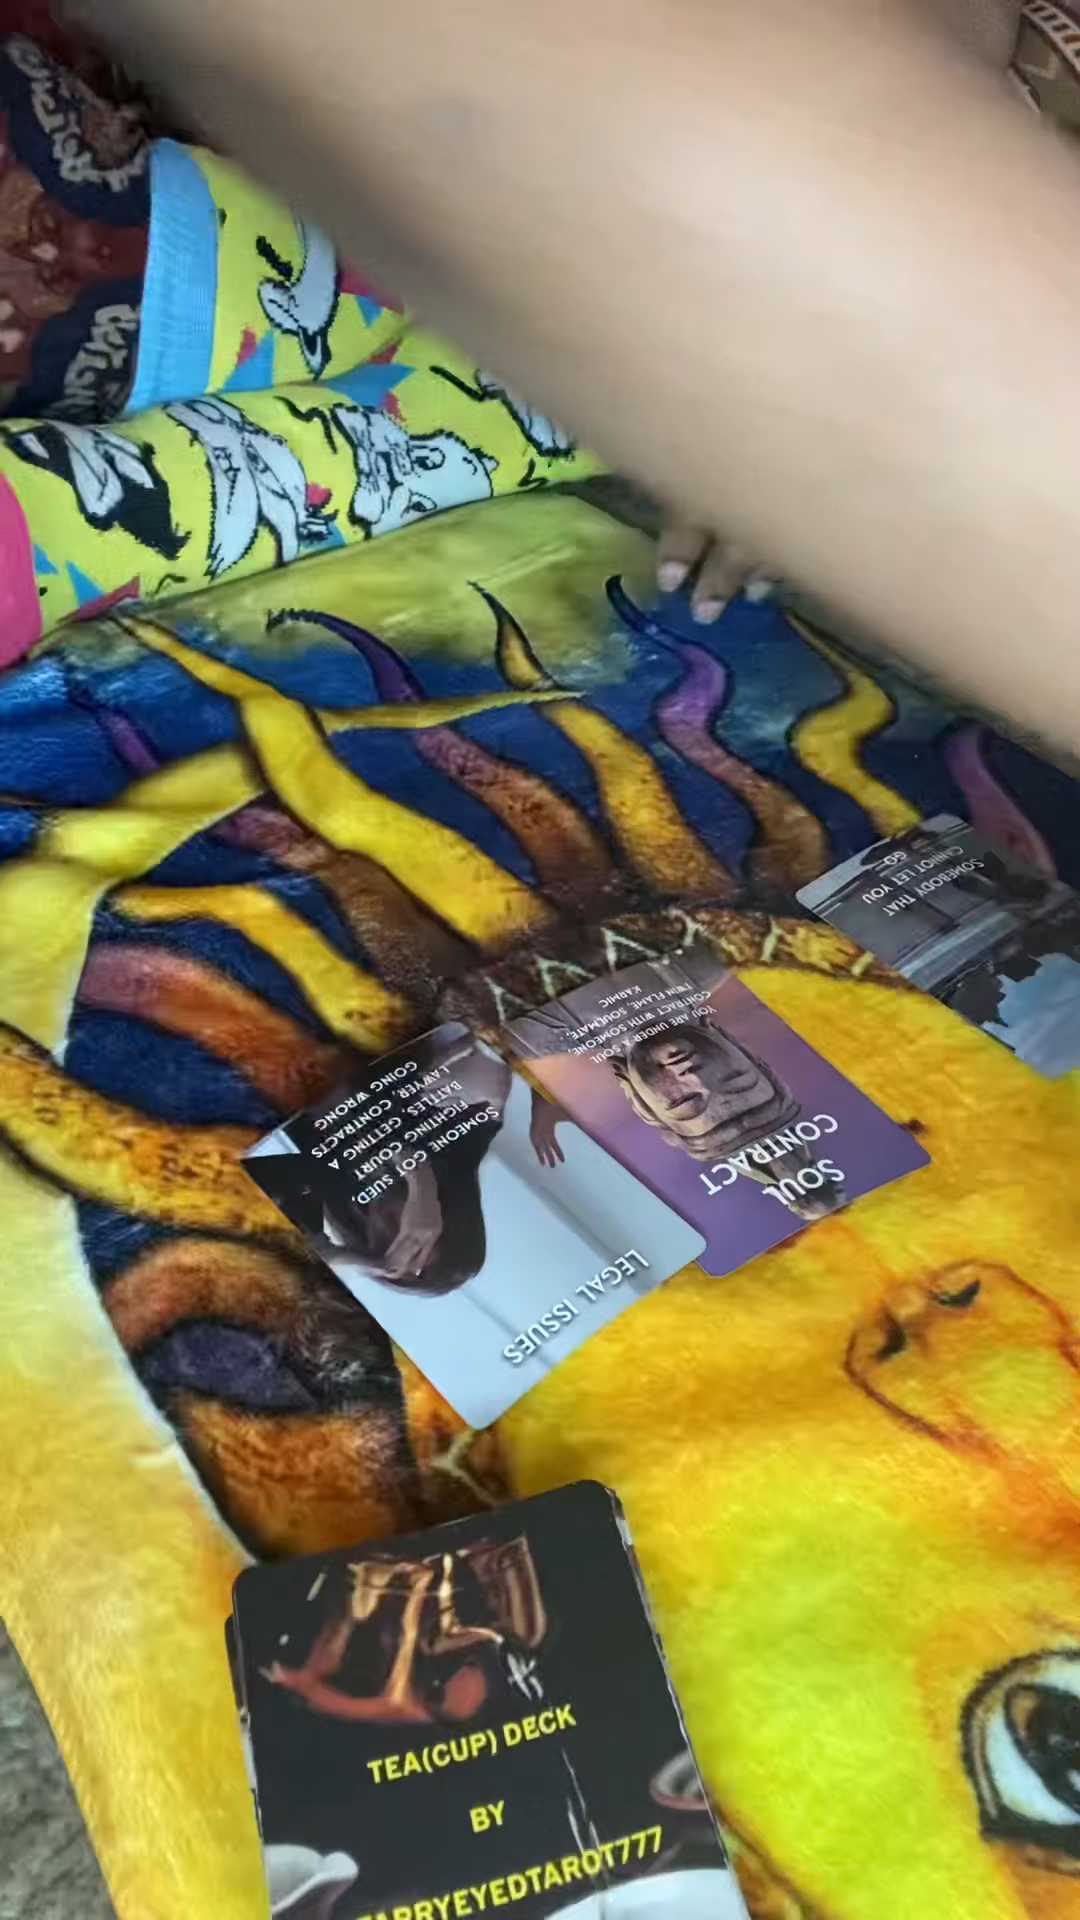 SOMEBODY THAT
CANNOT LET YOU
GO
SOUL
CONTRACT
YOU ARE UNDER A SOUL
CONTRACT WITH SOMEONE,
TWIN FLAME, SOULMATE,
KARMIC
LEGAL ISSUES
SOMEONE GOT SUED,
FIGHTING COURT
BATTLES, GETTING A
LAWYER, CONTRACTS
GOING WRONG
TEA(CUP) DECK
BY
TARRYEYEDTAROT777